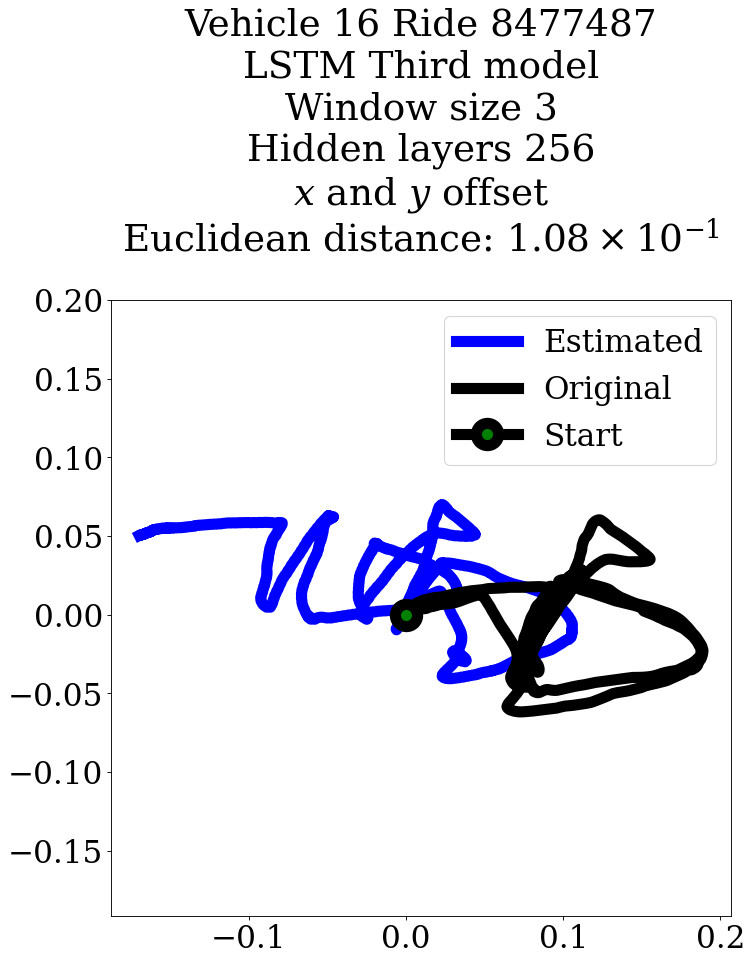 Vehicle 16 Ride 8477487
LSTM Third model
Window size 3
Hidden layers 256
x and y offset
Euclidean distance: 1.08 × 10⁻¹
Estimated
Original
Start
0.20
0.15
0.10
0.05
0.00
−0.05
−0.10
−0.15
−0.1 0.0 0.1 0.2